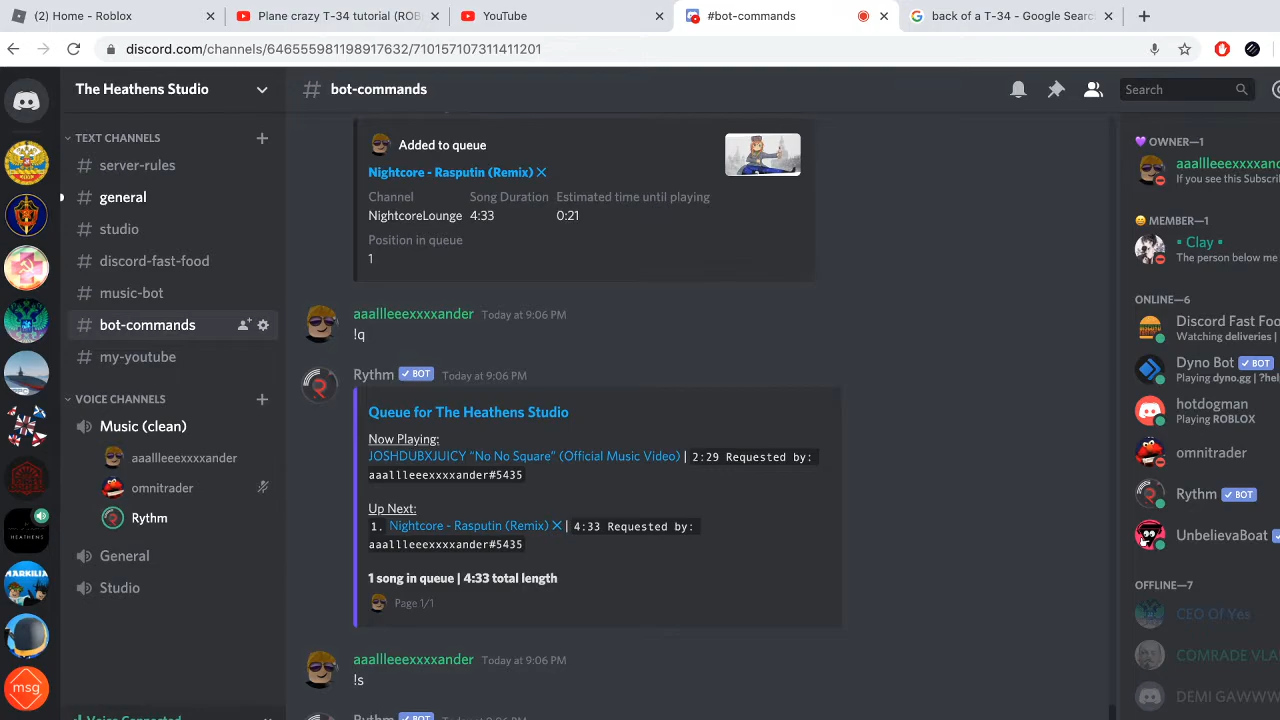 (2) Home - Roblox
Plane crazy T-34 tutorial (ROB
YouTube
#bot-commands
back of a T-34 - Google Searc
discord.com/channels/646555981198917632/710157107311411201
The Heathens Studio
# bot-commands
Search
TEXT CHANNELS
server-rules
general
studio
discord-fast-food
music-bot
bot-commands
my-youtube
VOICE CHANNELS
Music (clean)
aaallleeexxxxander
omnitrader
Rythm
General
Studio
HEATHENS
MARKILIA
msg
Voice Connected
Added to queue
Nightcore - Rasputin (Remix) ✕
Channel Song Duration Estimated time until playing
NightcoreLounge 4:33 0:21
Position in queue
1
aaallleeexxxxander Today at 9:06 PM
!q
Rythm ✔ BOT Today at 9:06 PM
Queue for The Heathens Studio
Now Playing:
JOSHDUBXJUICY “No No Square” (Official Music Video) | 2:29 Requested by:
aaallleeexxxxander#5435
Up Next:
1. Nightcore - Rasputin (Remix) ✕ | 4:33 Requested by:
aaallleeexxxxander#5435
1 song in queue | 4:33 total length
Page 1/1
aaallleeexxxxander Today at 9:06 PM
!s
Rythm ✔ BOT Today at 9:06 PM
OWNER—1
aaallleeexxxxan
If you see this Subscri
MEMBER—1
▪ Clay ▪
The person below me
ONLINE—6
Discord Fast Foo
Watching deliveries |
Dyno Bot ✔ BOT
Playing dyno.gg | ?hel
hotdogman
Playing ROBLOX
omnitrader
Rythm ✔ BOT
UnbelievaBoat
OFFLINE—7
CEO Of Yes
COMRADE VLA
DEMI GAWWW